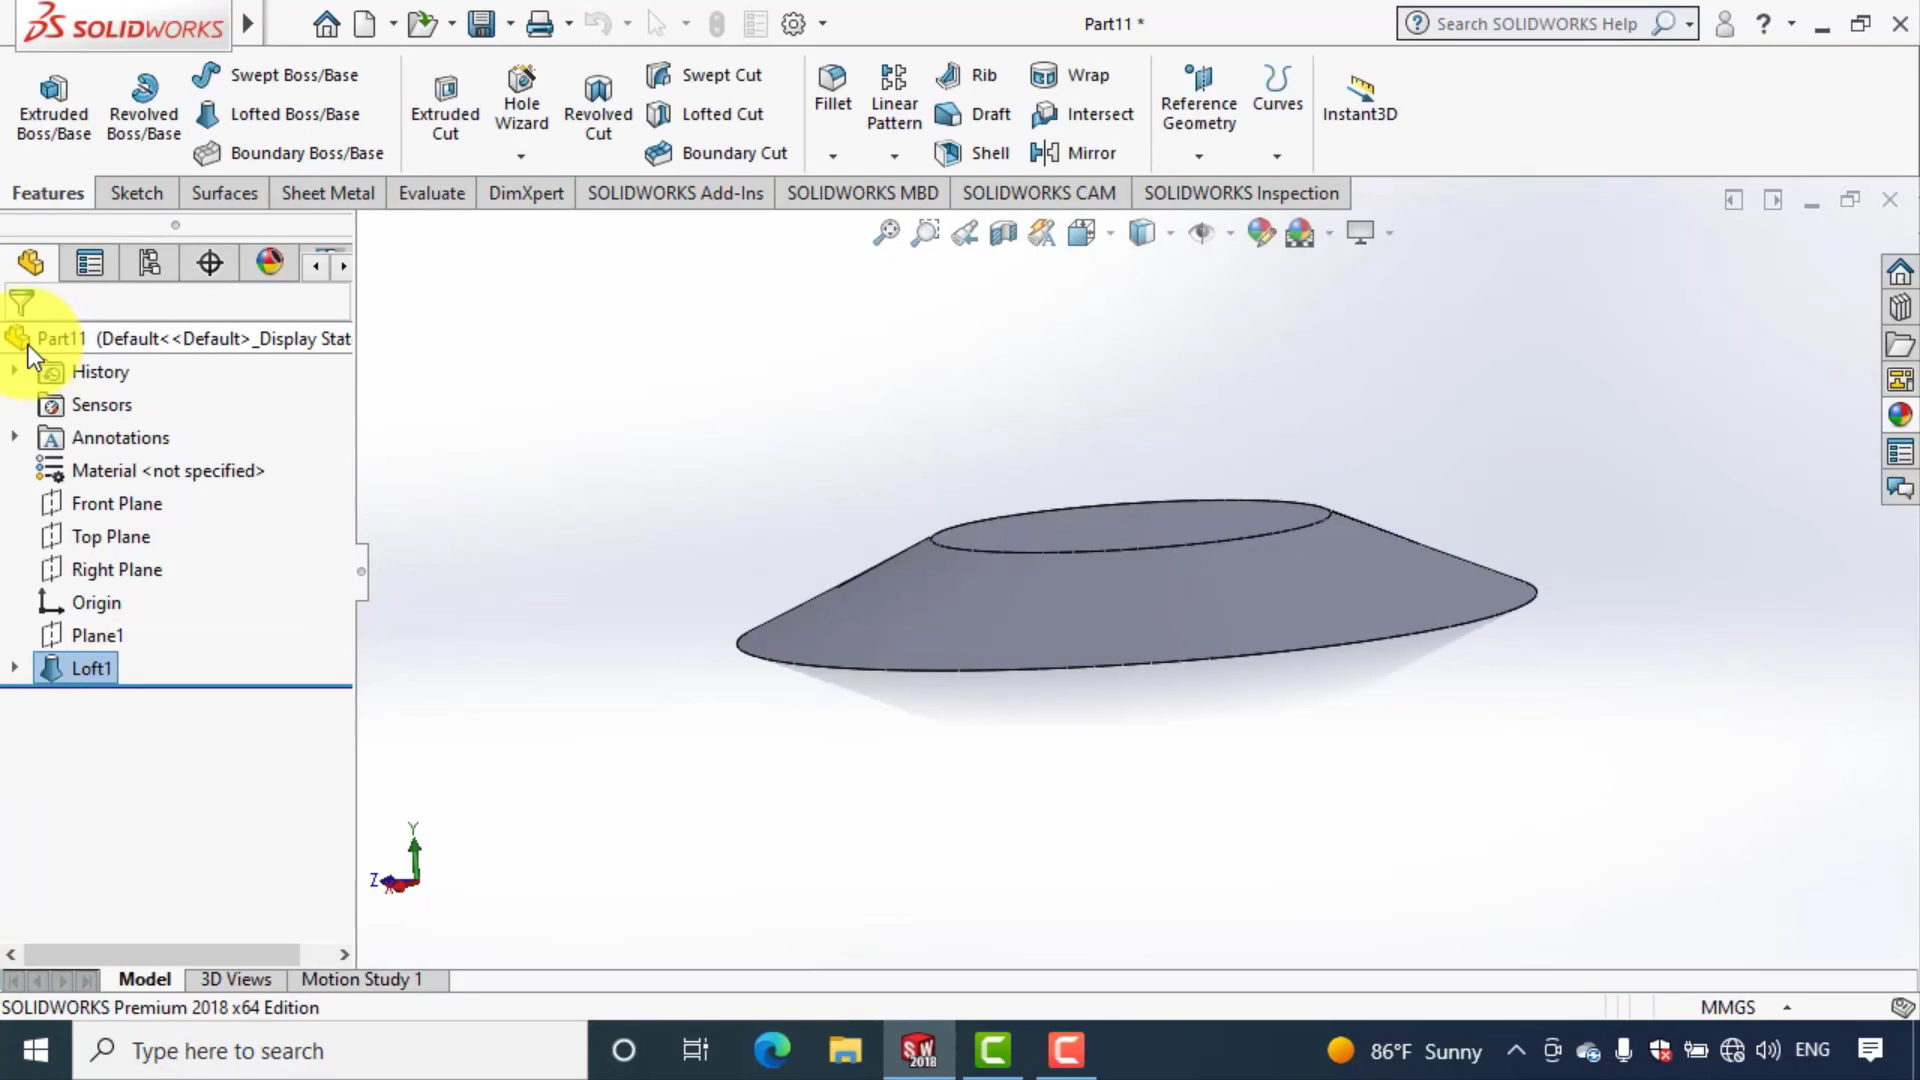 SOLIDWORKS
Part11 *
Search SOLIDWORKS Help
Extruded Boss/Base
Revolved Boss/Base
Swept Boss/Base
Lofted Boss/Base
Boundary Boss/Base
Extruded Cut
Hole Wizard
Revolved Cut
Swept Cut
Lofted Cut
Boundary Cut
Fillet
Linear Pattern
Rib
Draft
Shell
Wrap
Intersect
Mirror
Reference Geometry
Curves
Instant3D
Features
Sketch
Surfaces
Sheet Metal
Evaluate
DimXpert
SOLIDWORKS Add-Ins
SOLIDWORKS MBD
SOLIDWORKS CAM
SOLIDWORKS Inspection
Part11 (Default<<Default>_Display Stat
History
Sensors
A Annotations
Material <not specified>
Front Plane
Top Plane
Right Plane
Origin
Plane1
Loft1
Y
Z
Model
3D Views
Motion Study 1
SOLIDWORKS Premium 2018 x64 Edition
MMGS
Type here to search
SW 2018
86°F Sunny
ENG